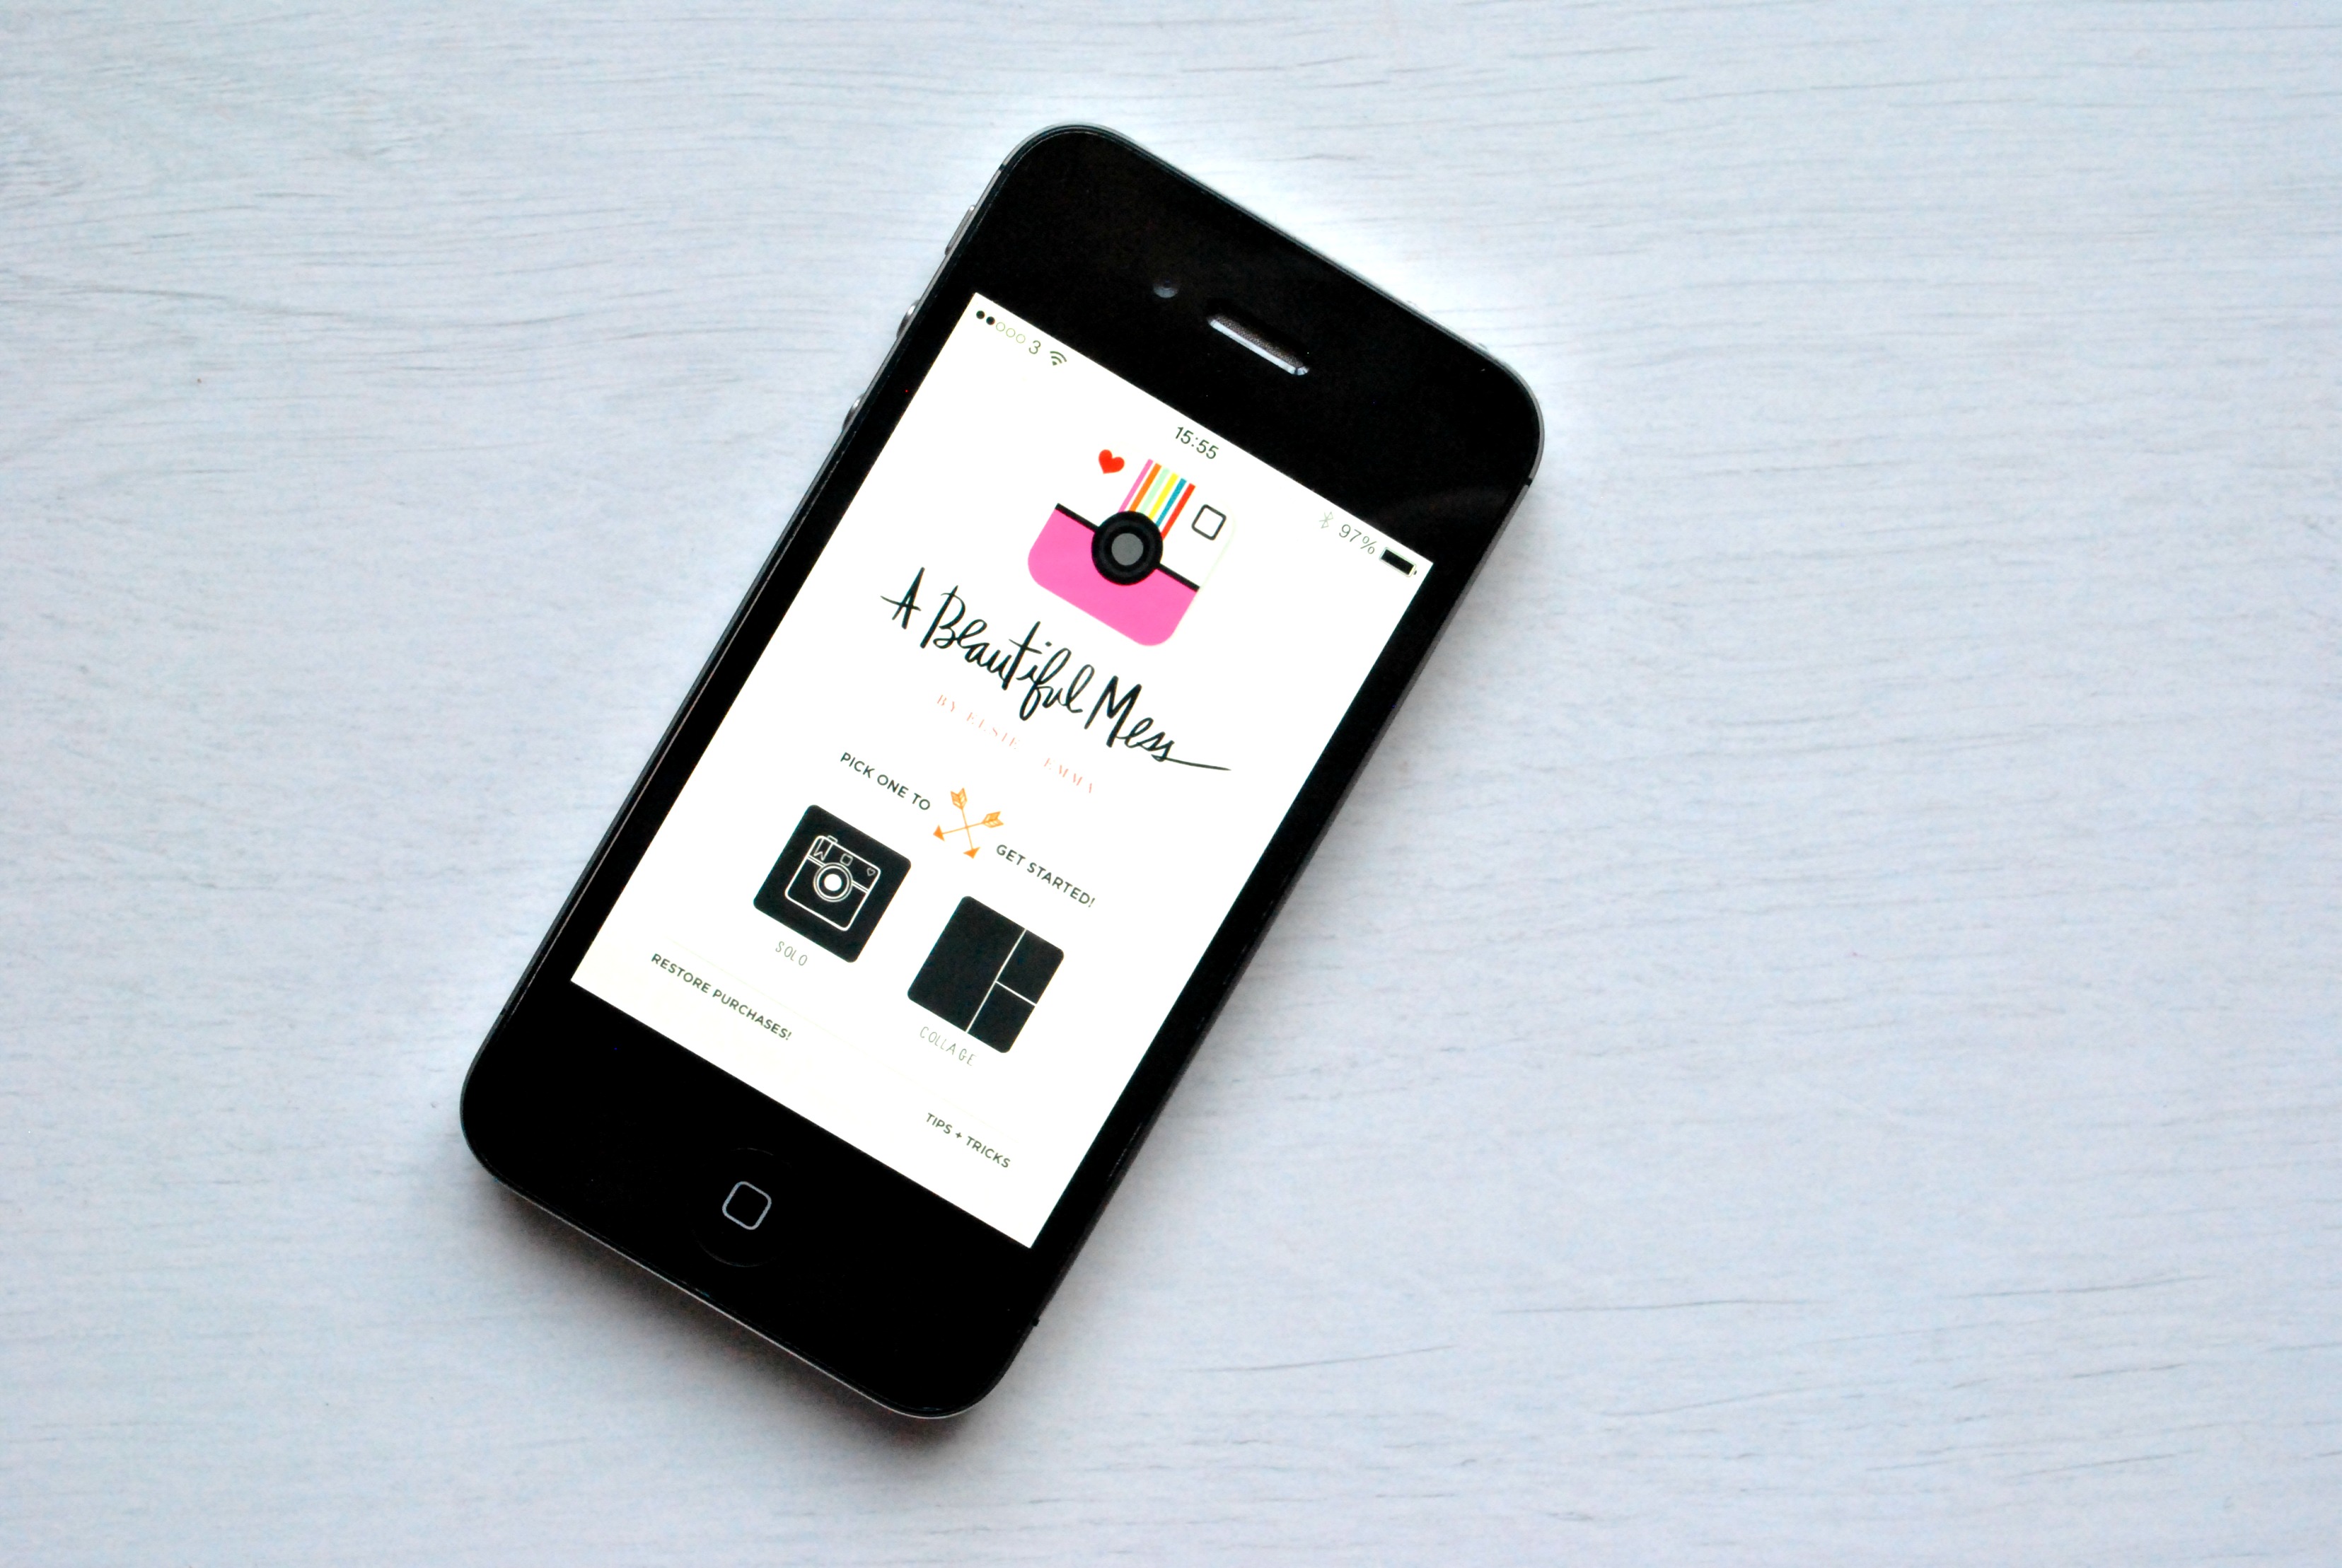 3
15:55
97%
A Beautiful Mess
BY ELSIE EMMA
PICK ONE TO GET STARTED!
SOLO
COLLAGE
RESTORE PURCHASES!
TIPS + TRICKS